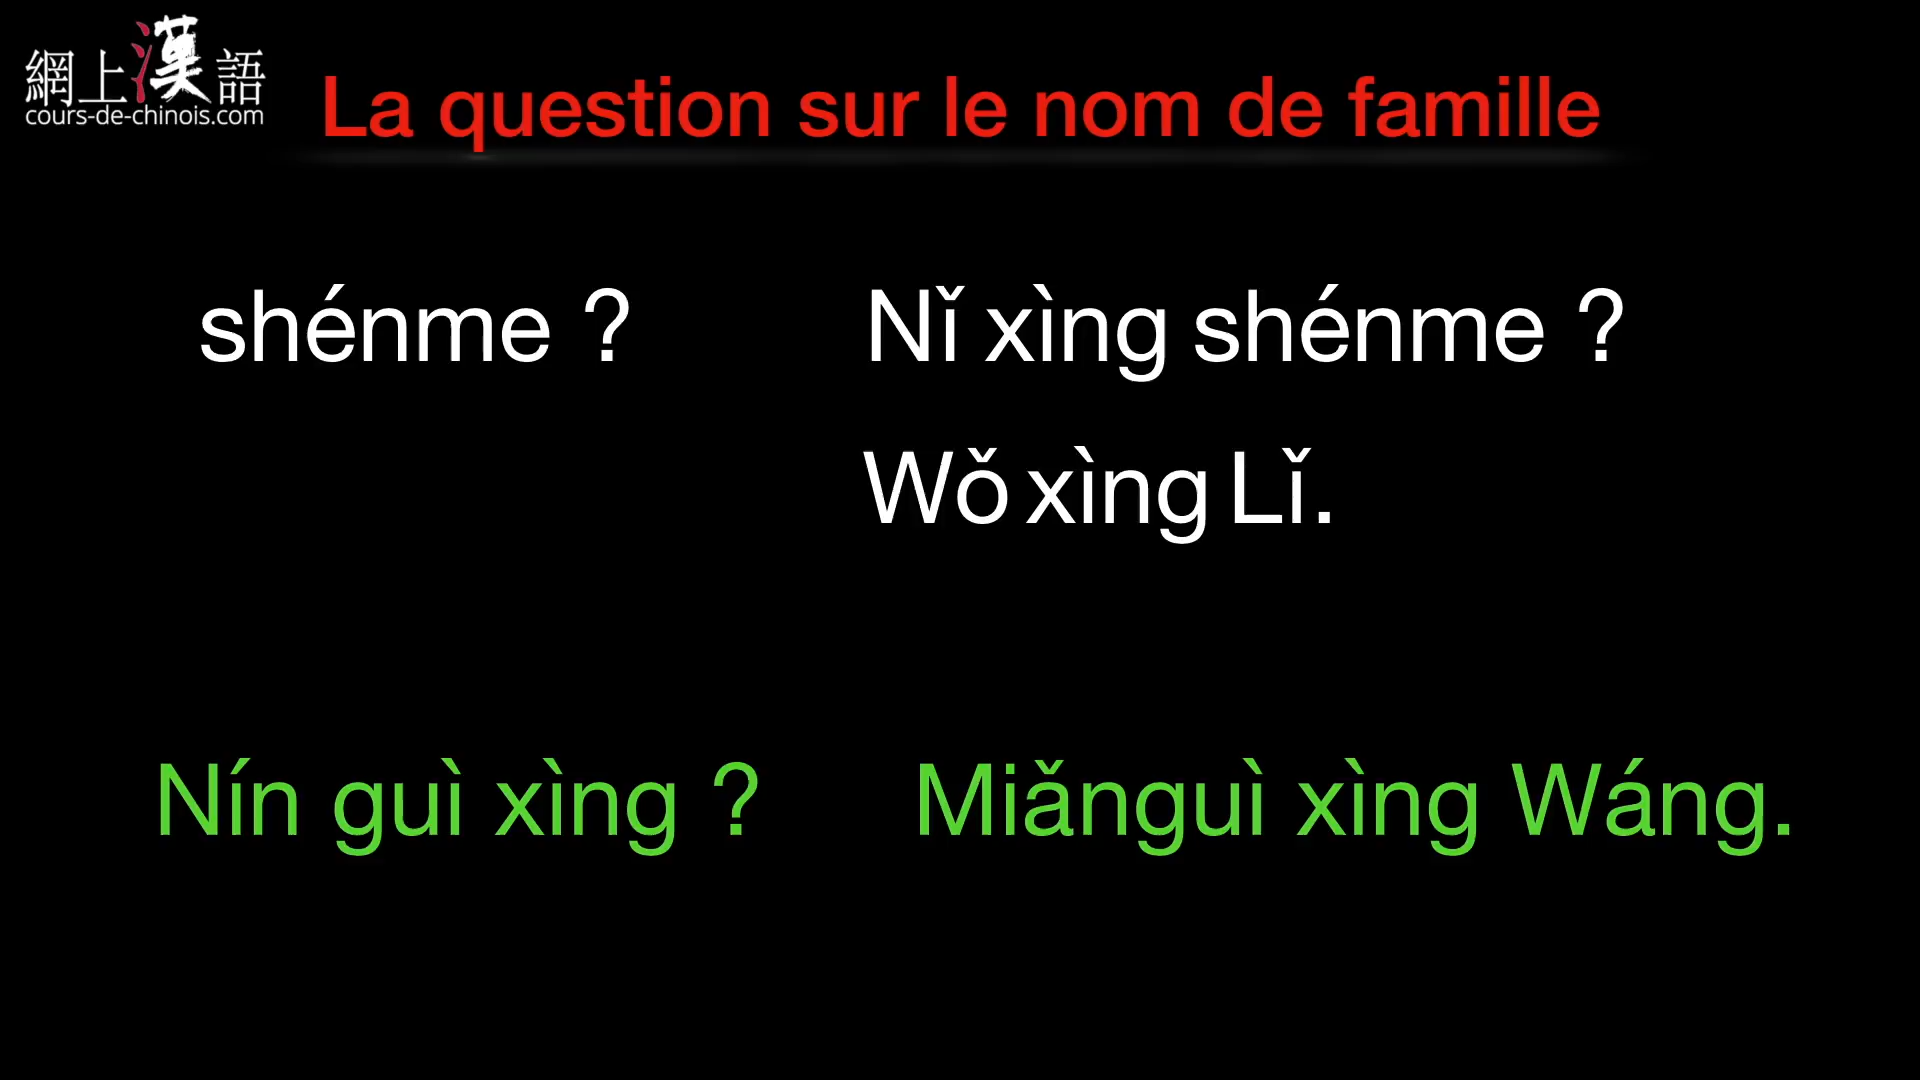 網上漢語
cours-de-chinois.com
La question sur le nom de famille
shénme ?
Nǐ xìng shénme ?
Wǒ xìng Lǐ.
Nín guì xìng ?
Miǎnguì xìng Wáng.